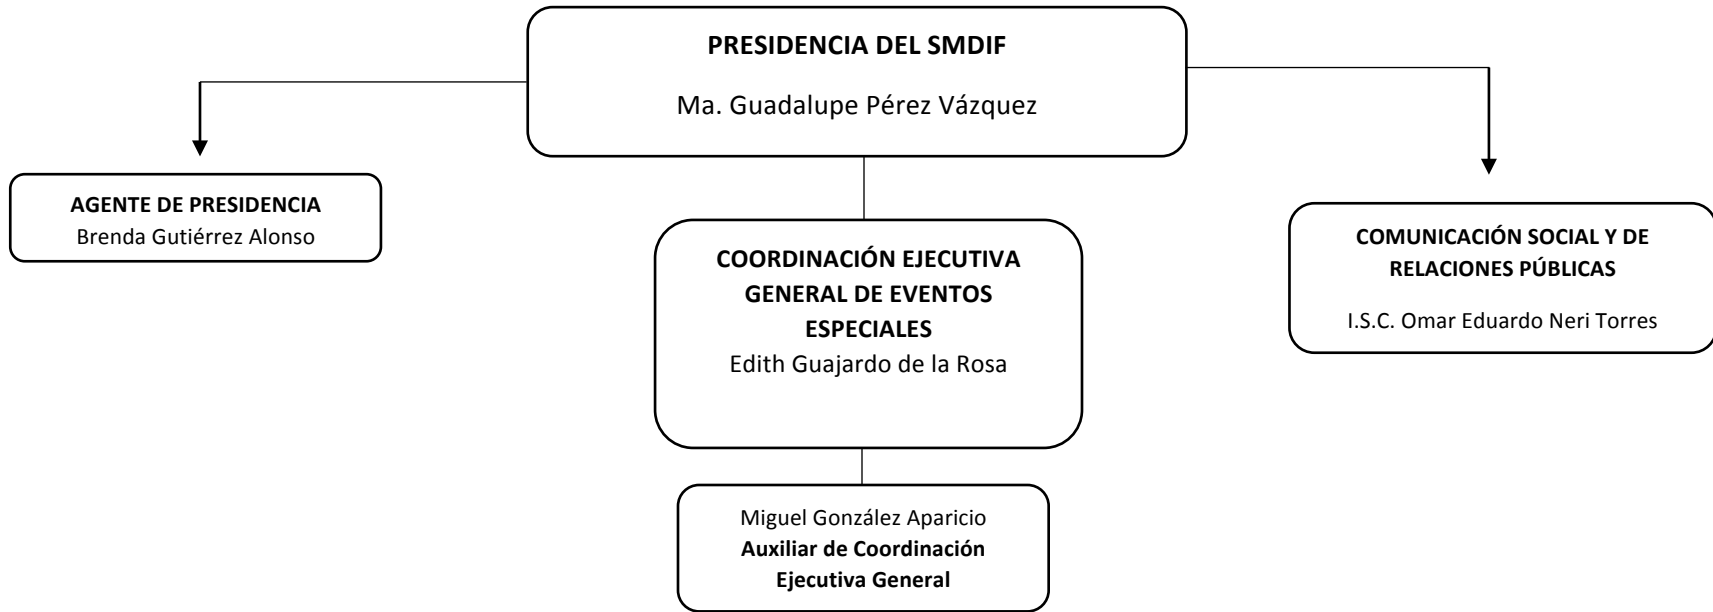 PRESIDENCIA DEL SMDIF
Ma. Guadalupe Pérez Vázquez
AGENTE DE PRESIDENCIA
Brenda Gutiérrez Alonso
COORDINACIÓN EJECUTIVA
GENERAL DE EVENTOS
ESPECIALES
Edith Guajardo de la Rosa
COMUNICACIÓN SOCIAL Y DE
RELACIONES PÚBLICAS
I.S.C. Omar Eduardo Neri Torres
Miguel González Aparicio
Auxiliar de Coordinación
Ejecutiva General